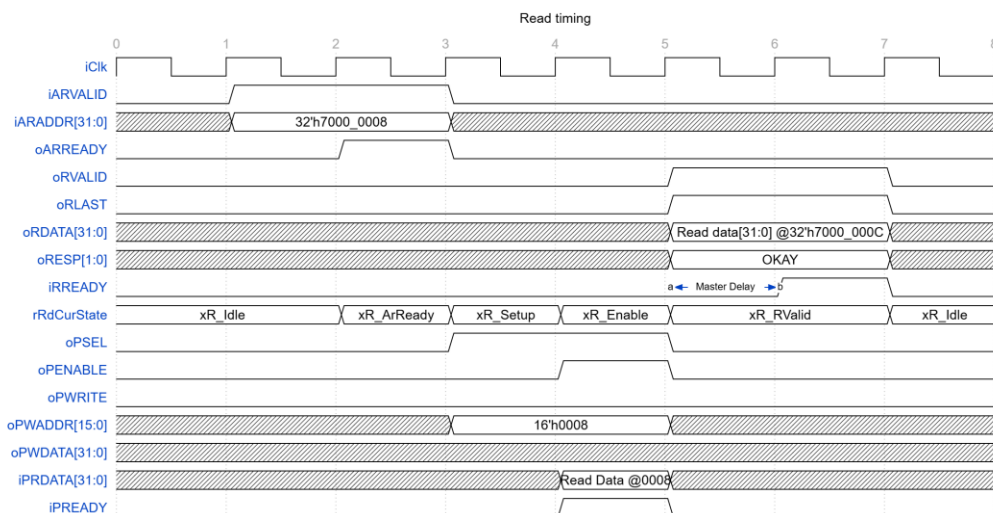 Read timing
0 1 2 3 4 5 6 7 8
iClk
iARVALID
iARADDR[31:0] 32'h7000_0008
oARREADY
oRVALID
oRLAST
oRDATA[31:0] Read data[31:0] @32'h7000_000C
oRESP[1:0] OKAY
iRREADY a Master Delay b
rRdCurState xR_Idle xR_ArReady xR_Setup xR_Enable xR_RValid xR_Idle
oPSEL
oPENABLE
oPWRITE
oPWADDR[15:0] 16'h0008
oPWDATA[31:0]
iPRDATA[31:0] Read Data @0008
iPREADY